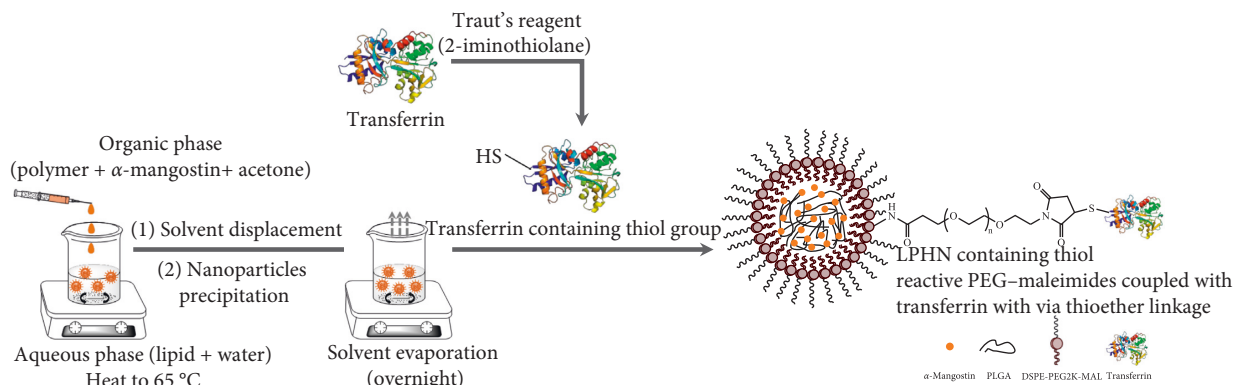 Traut's reagent
(2-iminothiolane)
Transferrin
HS
Organic phase
(polymer + α-mangostin+ acetone)
(1) Solvent displacement
(2) Nanoparticles
precipitation
Aqueous phase (lipid + water)
Heat to 65 °C
Solvent evaporation
(overnight)
Transferrin containing thiol group
H
N
O
O
n
O
N
O
O
S
LPHN containing thiol
reactive PEG–maleimides coupled with
transferrin with via thioether linkage
α-Mangostin
PLGA
DSPE-PEG2K-MAL
Transferrin